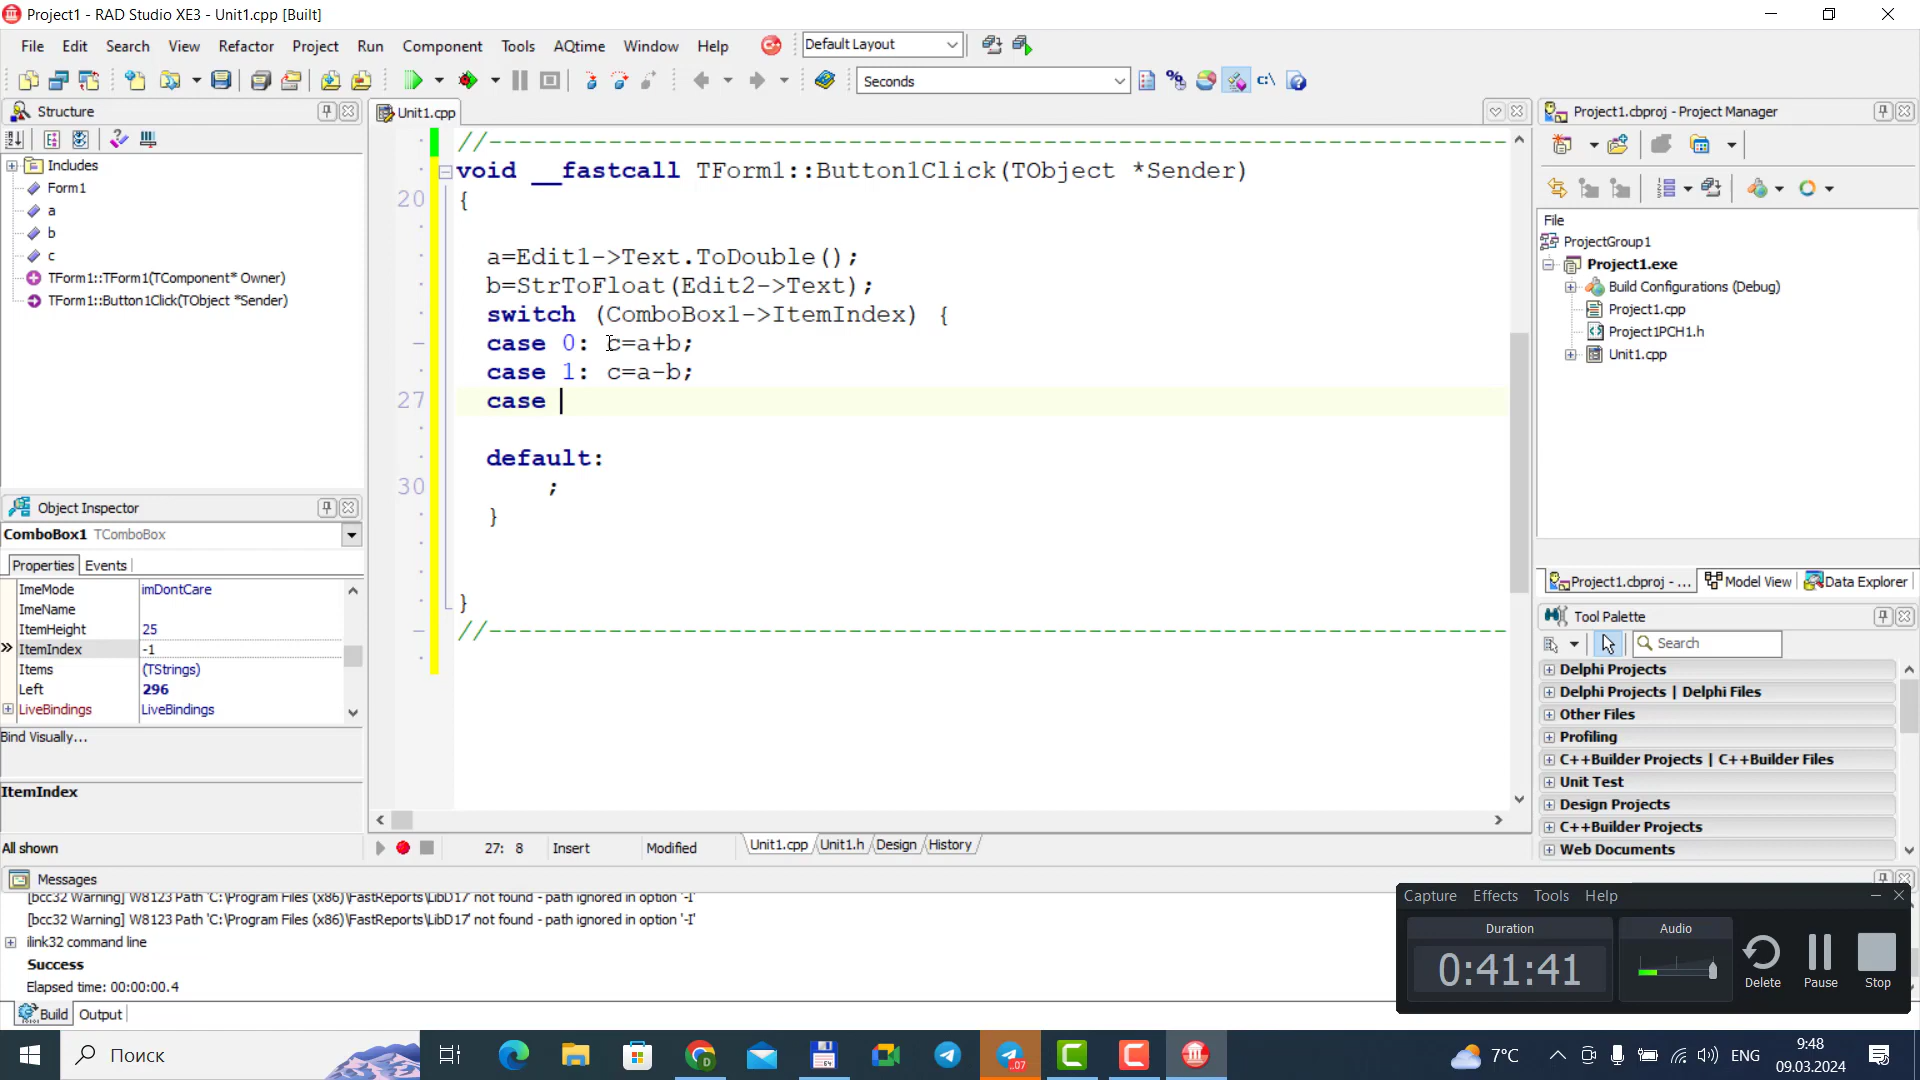 Project1 - RAD Studio XE3 - Unit1.cpp [Built]
File Edit Search View Refactor Project Run Component Tools AQtime Window Help Default Layout
Seconds
Structure
Includes
Form1
a
b
c
TForm1::TForm1(TComponent* Owner)
TForm1::Button1Click(TObject *Sender)
Object Inspector
ComboBox1 TComboBox
Properties Events
ImeMode imDontCare
ImeName
ItemHeight 25
ItemIndex -1
Items (TStrings)
Left 296
LiveBindings LiveBindings
Bind Visually...
ItemIndex
All shown
Unit1.cpp
//---------------------------------------------------------------------
void __fastcall TForm1::Button1Click(TObject *Sender)
20 {
a=Edit1->Text.ToDouble();
b=StrToFloat(Edit2->Text);
switch (ComboBox1->ItemIndex) {
case 0: c=a+b;
case 1: c=a-b;
27 case
default:
30 ;
}
}
//---------------------------------------------------------------------
27: 8 Insert Modified Unit1.cpp Unit1.h Design History
Project1.cbproj - Project Manager
File
ProjectGroup1
Project1.exe
Build Configurations (Debug)
Project1.cpp
Project1PCH1.h
Unit1.cpp
Project1.cbproj - ... Model View Data Explorer
Tool Palette
Search
Delphi Projects
Delphi Projects | Delphi Files
Other Files
Profiling
C++Builder Projects | C++Builder Files
Unit Test
Design Projects
C++Builder Projects
Web Documents
Messages
[bcc32 Warning] W8123 Path 'C:\Program Files (x86)\FastReports\LibD17' not found - path ignored in option '-I'
[bcc32 Warning] W8123 Path 'C:\Program Files (x86)\FastReports\LibD17' not found - path ignored in option '-I'
ilink32 command line
Success
Elapsed time: 00:00:00.4
Build Output
Capture Effects Tools Help
Duration
0:41:41
Audio
Delete Pause Stop
Поиск
7°C
ENG
9:48
09.03.2024